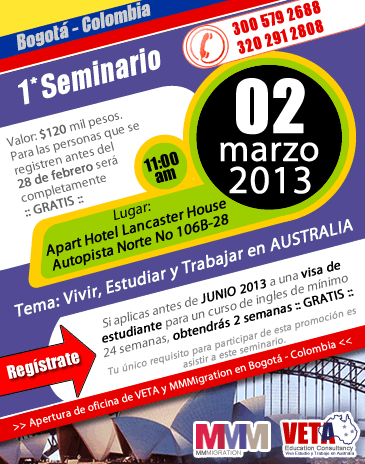 Bogotá - Colombia
300 579 2688
320 291 2808
1* Seminario
Valor: $120 mil pesos.
Para las personas que se
registren antes del
28 de febrero será
completamente
:: GRATIS ::
02
marzo
2013
11:00
am
Lugar:
Apart Hotel Lancaster House
Autopista Norte No 106B-28
Tema: Vivir, Estudiar y Trabajar en AUSTRALIA
Si aplicas antes de JUNIO 2013 a una visa de
estudiante para un curso de ingles de mínimo
24 semanas, obtendrás 2 semanas :: GRATIS ::
Tu único requisito para participar de esta promoción es
asistir a este seminario.
Regístrate
>> Apertura de oficina de VETA y MMMigration en Bogotá - Colombia <<
MMM
MMMIGRATION
VETA
Education Consultancy
Viva Estudie y Trabaje en Australia